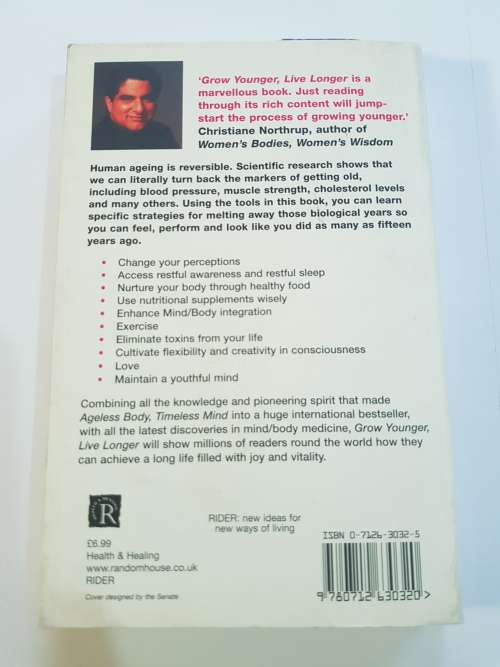 'Grow Younger, Live Longer is a
marvellous book. Just reading
through its rich content will jump-
start the process of growing younger.'
Christiane Northrup, author of
Women's Bodies, Women's Wisdom
Human ageing is reversible. Scientific research shows that
we can literally turn back the markers of getting old,
including blood pressure, muscle strength, cholesterol levels
and many others. Using the tools in this book, you can learn
specific strategies for melting away those biological years so
you can feel, perform and look like you did as many as fifteen
years ago.
• Change your perceptions
• Access restful awareness and restful sleep
• Nurture your body through healthy food
• Use nutritional supplements wisely
• Enhance Mind/Body integration
• Exercise
• Eliminate toxins from your life
• Cultivate flexibility and creativity in consciousness
• Love
• Maintain a youthful mind
Combining all the knowledge and pioneering spirit that made
Ageless Body, Timeless Mind into a huge international bestseller,
with all the latest discoveries in mind/body medicine, Grow Younger,
Live Longer will show millions of readers round the world how they
can achieve a long life filled with joy and vitality.
R
RIDER: new ideas for
new ways of living
£6.99
Health & Healing
www.randomhouse.co.uk
RIDER
Cover designed by the Senate
ISBN 0-7126-3032-5
9 780712 630320 >